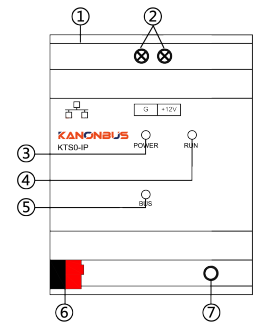 ① ②
G +12V
KANONBUS
③ POWER RUN
KTS0-IP
④
⑤ BUS
⑥ ⑦